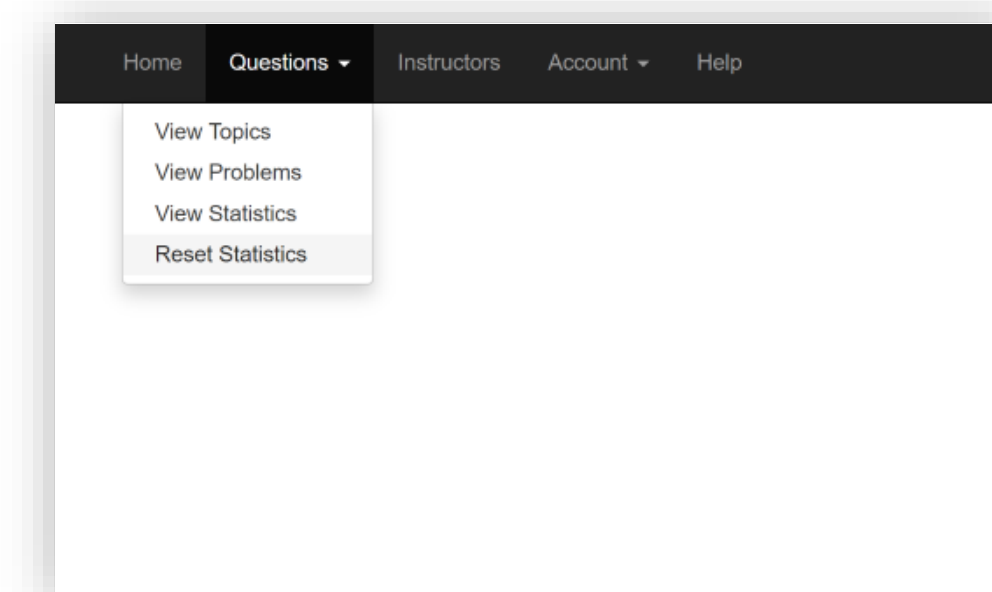 Home Questions Instructors Account Help
View Topics
View Problems
View Statistics
Reset Statistics